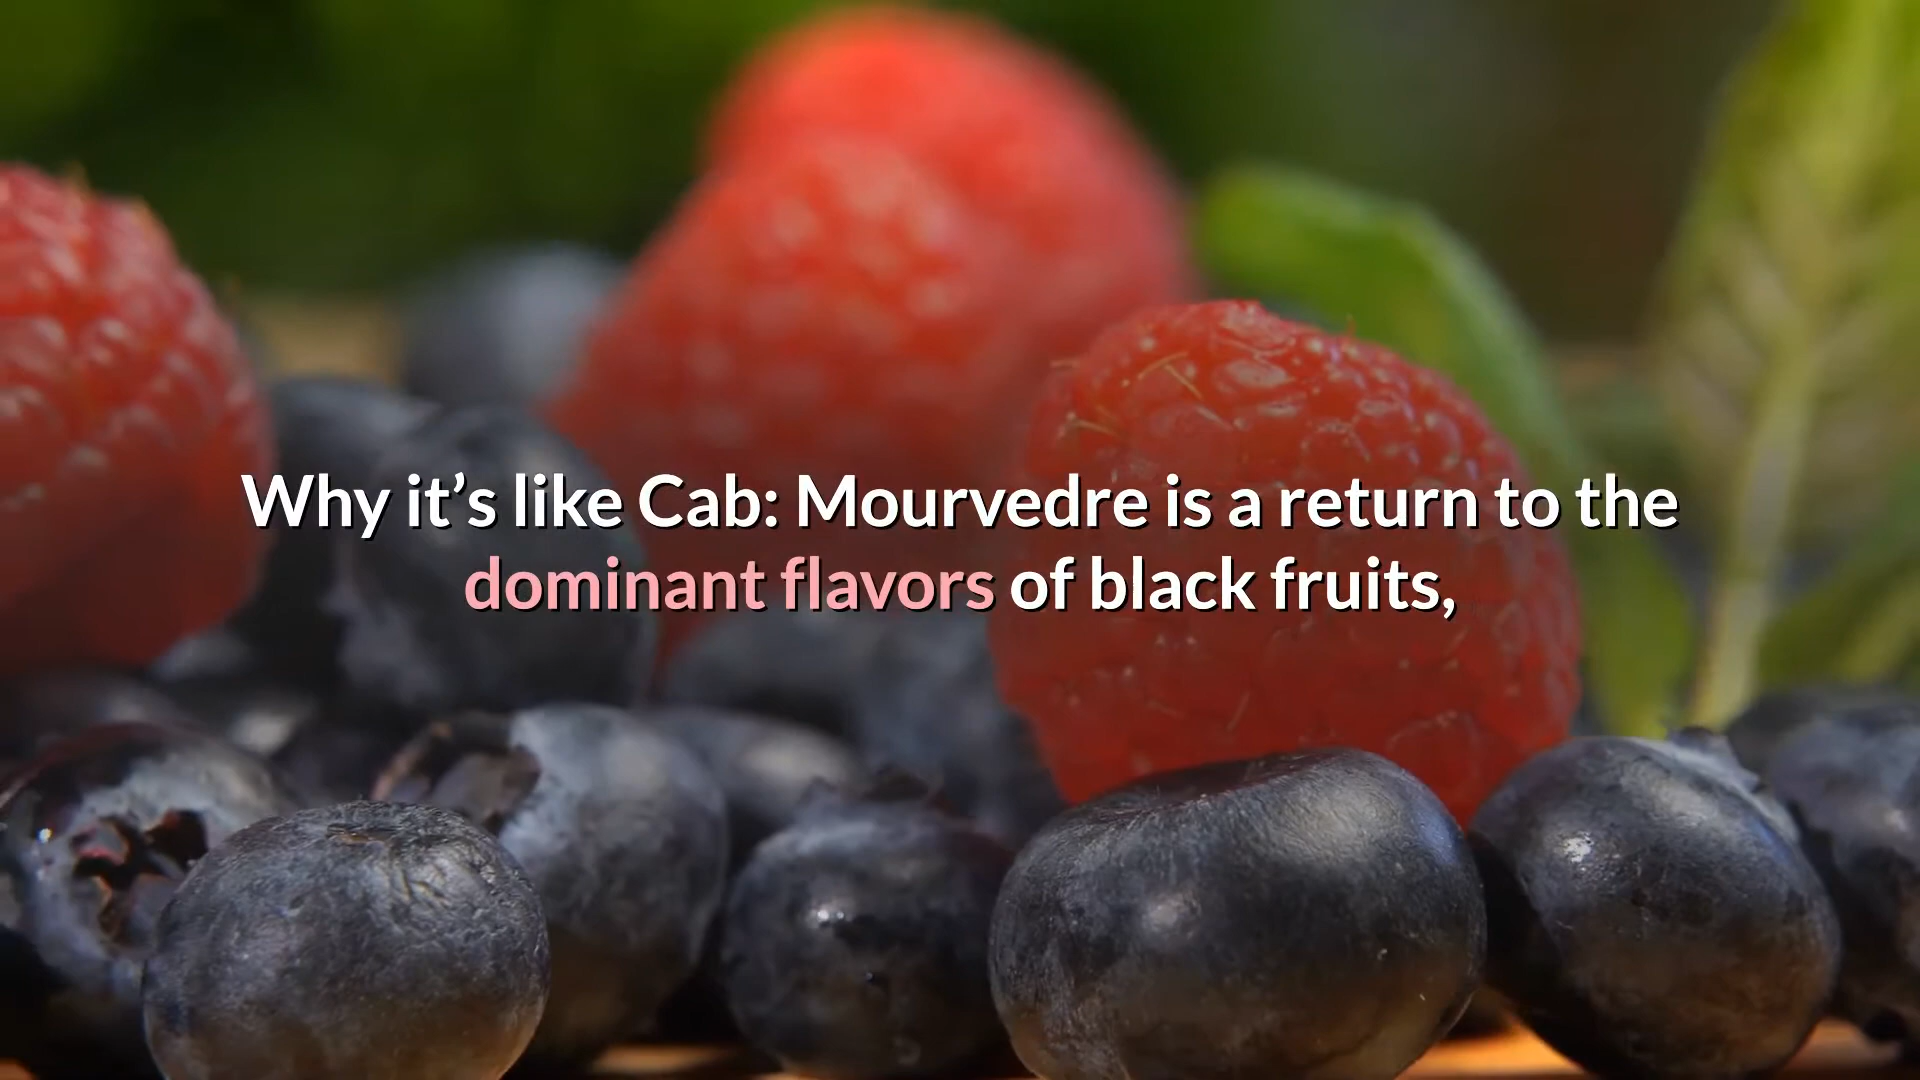 Why it’s like Cab: Mourvedre is a return to the
dominant flavors of black fruits,